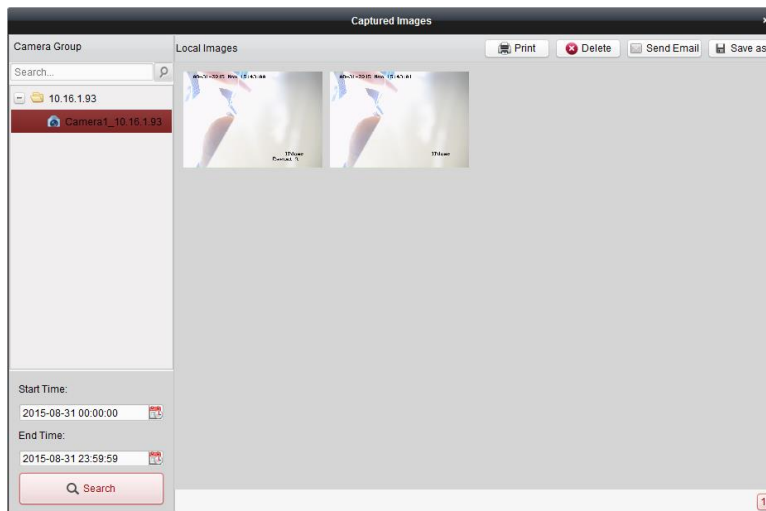 Captured Images
Camera Group
Search...
10.16.1.93
Camera1_10.16.1.93
Start Time:
2015-08-31 00:00:00
End Time:
2015-08-31 23:59:59
Search
Local Images
Print
Delete
Send Email
Save as
IPdome
IPdome
1